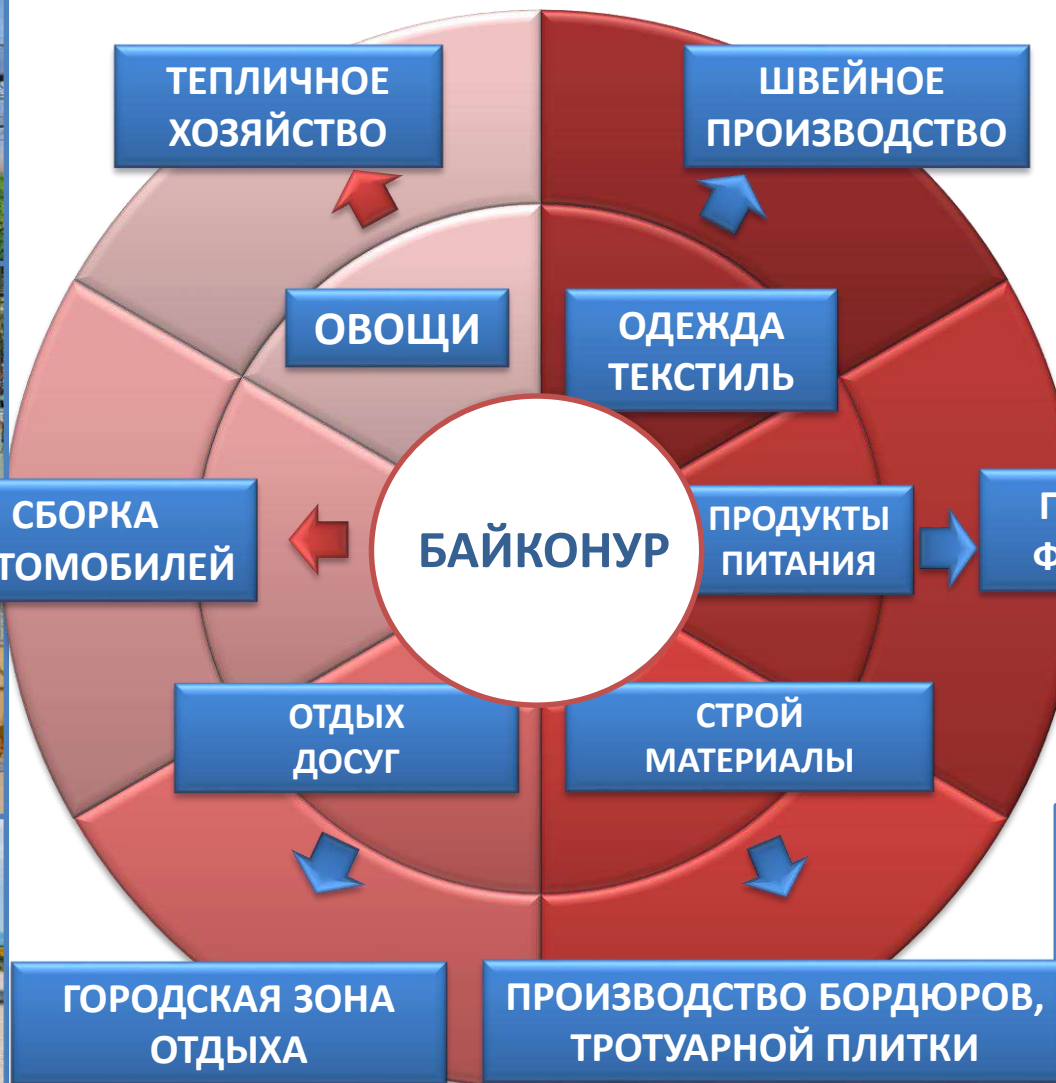 ТЕПЛИЧНОЕ
ХОЗЯЙСТВО
ШВЕЙНОЕ
ПРОИЗВОДСТВО
ОВОЩИ
ОДЕЖДА
ТЕКСТИЛЬ
СБОРКА
ТОМОБИЛЕЙ
БАЙКОНУР
ПРОДУКТЫ
ПИТАНИЯ
ОТДЫХ
ДОСУГ
СТРОЙ
МАТЕРИАЛЫ
ГОРОДСКАЯ ЗОНА
ОТДЫХА
ПРОИЗВОДСТВО БОРДЮРОВ,
ТРОТУАРНОЙ ПЛИТКИ